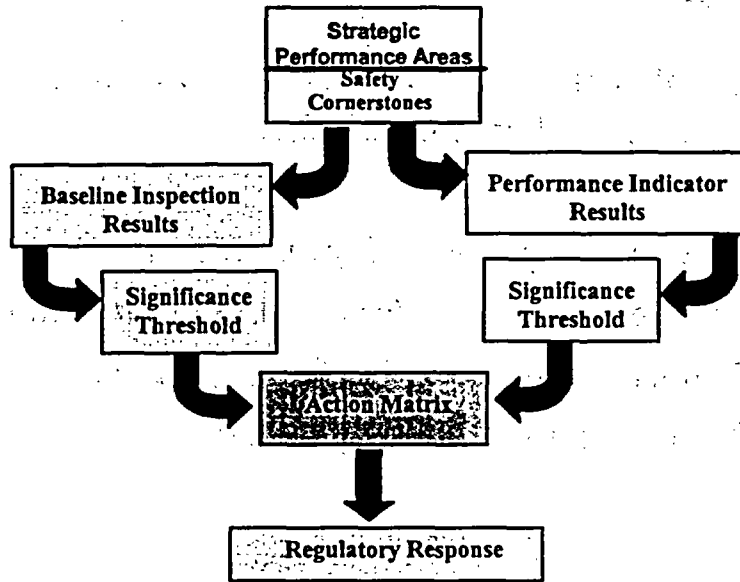 Strategic
Performance Areas
Safety
Cornerstones
Baseline Inspection
Results
Performance Indicator
Results
Significance
Threshold
Significance
Threshold
Action Matrix
Regulatory Response